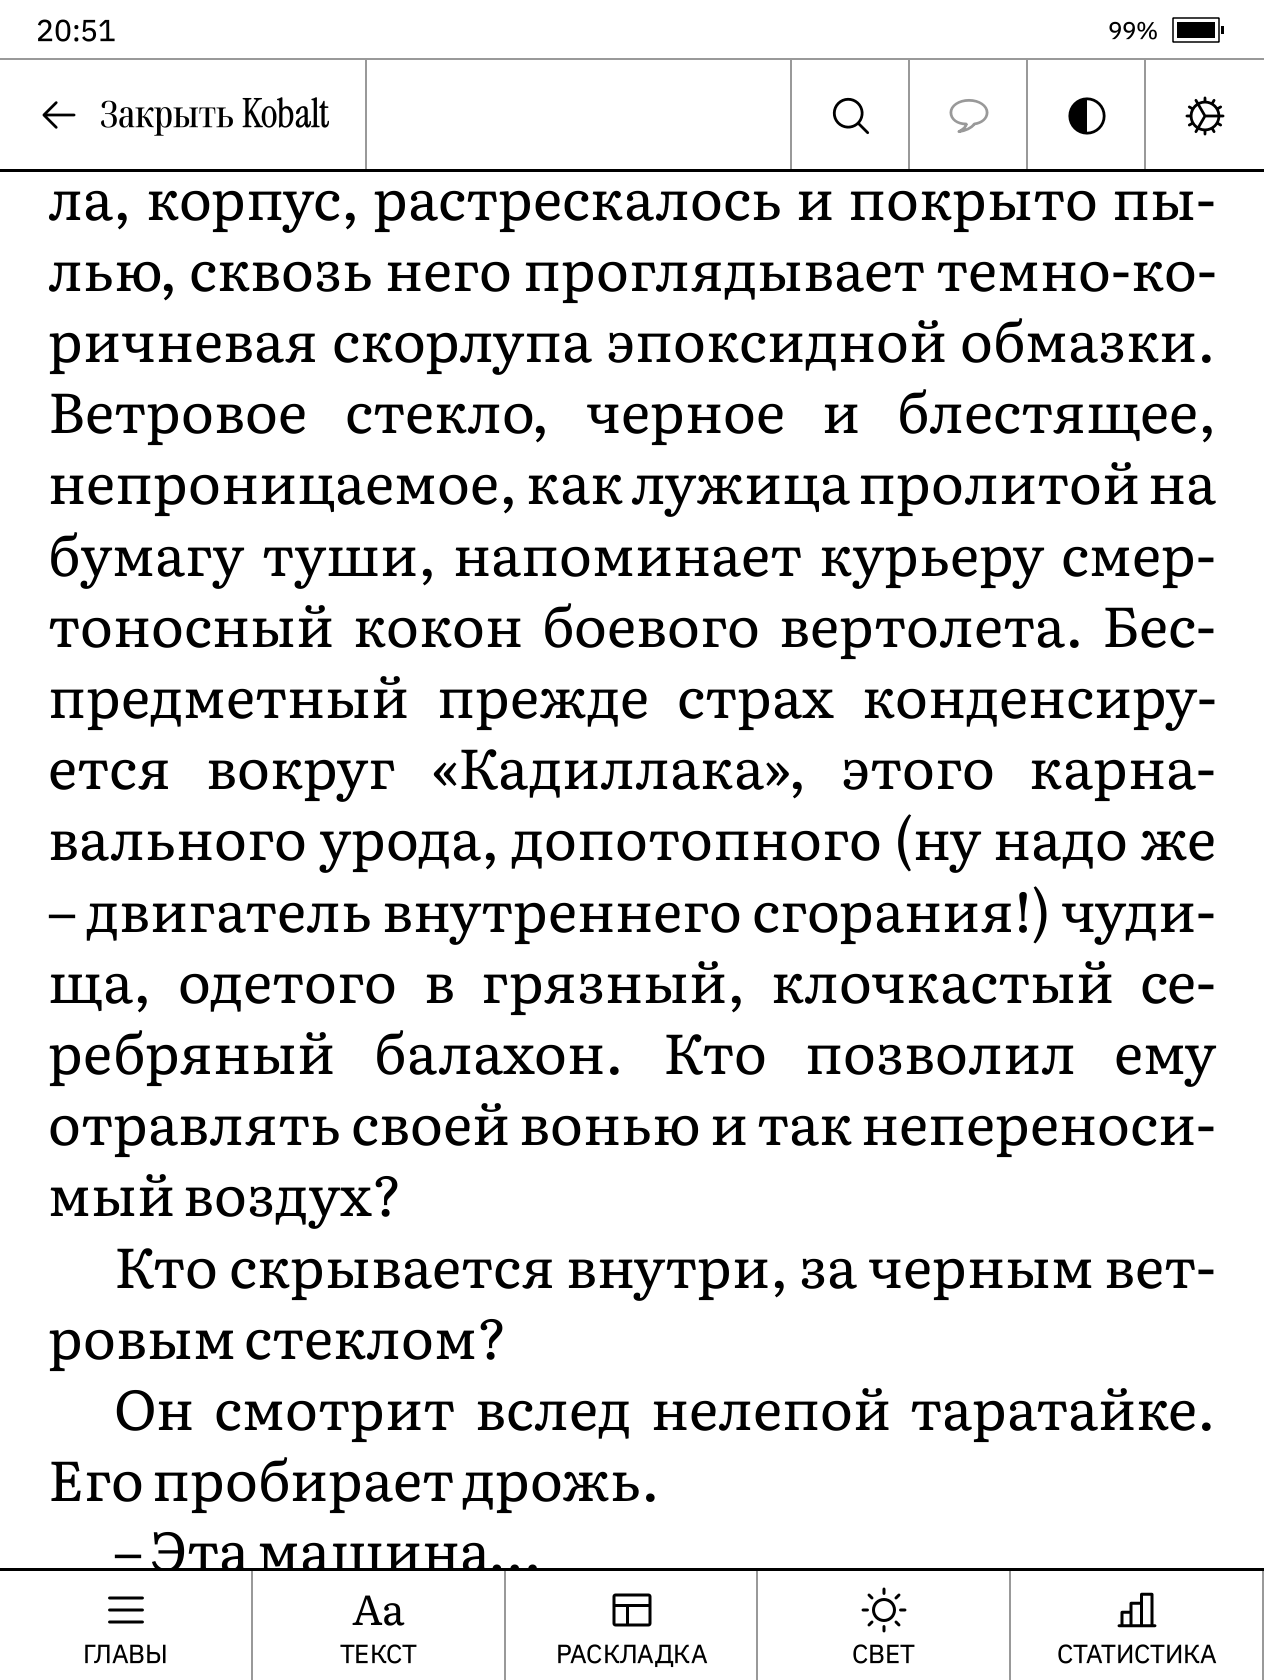 20:51
99%
Закрыть Kobalt
ла, корпус, растрескалось и покрыто пы-
лью, сквозь него проглядывает темно-ко-
ричневая скорлупа эпоксидной обмазки.
Ветровое стекло, черное и блестящее,
непроницаемое, как лужица пролитой на
бумагу туши, напоминает курьеру смер-
тоносный кокон боевого вертолета. Бес-
предметный прежде страх конденсиру-
ется вокруг «Кадиллака», этого карна-
вального урода, допотопного (ну надо же
– двигатель внутреннего сгорания!) чуди-
ща, одетого в грязный, клочкастый се-
ребряный балахон. Кто позволил ему
отравлять своей вонью и так непереноси-
мый воздух?
Кто скрывается внутри, за черным вет-
ровым стеклом?
Он смотрит вслед нелепой таратайке.
Его пробирает дрожь.
– Эта машина...
ГЛАВЫ
Aa
ТЕКСТ
РАСКЛАДКА
СВЕТ
СТАТИСТИКА